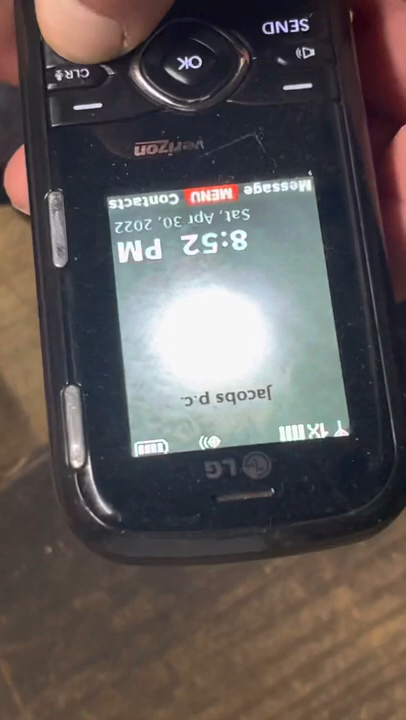 LG
1X
Jacobs p.c.
8:52 PM
Sat, Apr 30, 2022
Message MENU Contacts
verizon
OK
SEND
CLR